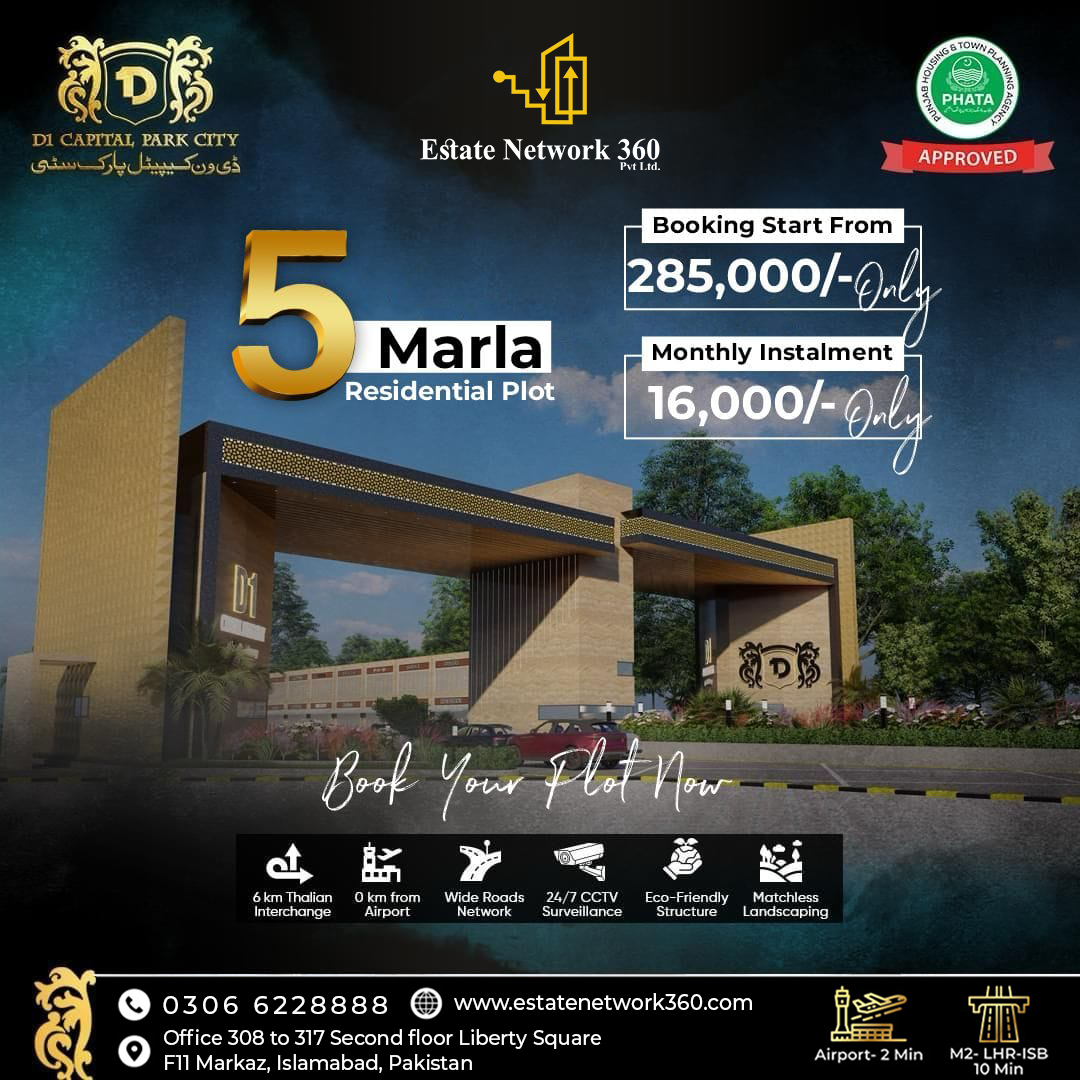 D
D1 CAPITAL PARK CITY
ڈی ون کیپیٹل پارک سٹی
Estate Network 360
Pvt Ltd.
PUNJAB HOUSING & TOWN PLANNING AGENCY
PHATA
APPROVED
5 Marla
Residential Plot
Booking Start From
285,000/- Only
Monthly Instalment
16,000/- Only
D1
D1
D
Book Your Plot Now
6 km Thalian
Interchange
0 km from
Airport
Wide Roads
Network
24/7 CCTV
Surveillance
Eco-Friendly
Structure
Matchless
Landscaping
0306 6228888
www.estatenetwork360.com
Office 308 to 317 Second floor Liberty Square
F11 Markaz, Islamabad, Pakistan
Airport- 2 Min
M2- LHR-ISB
10 Min